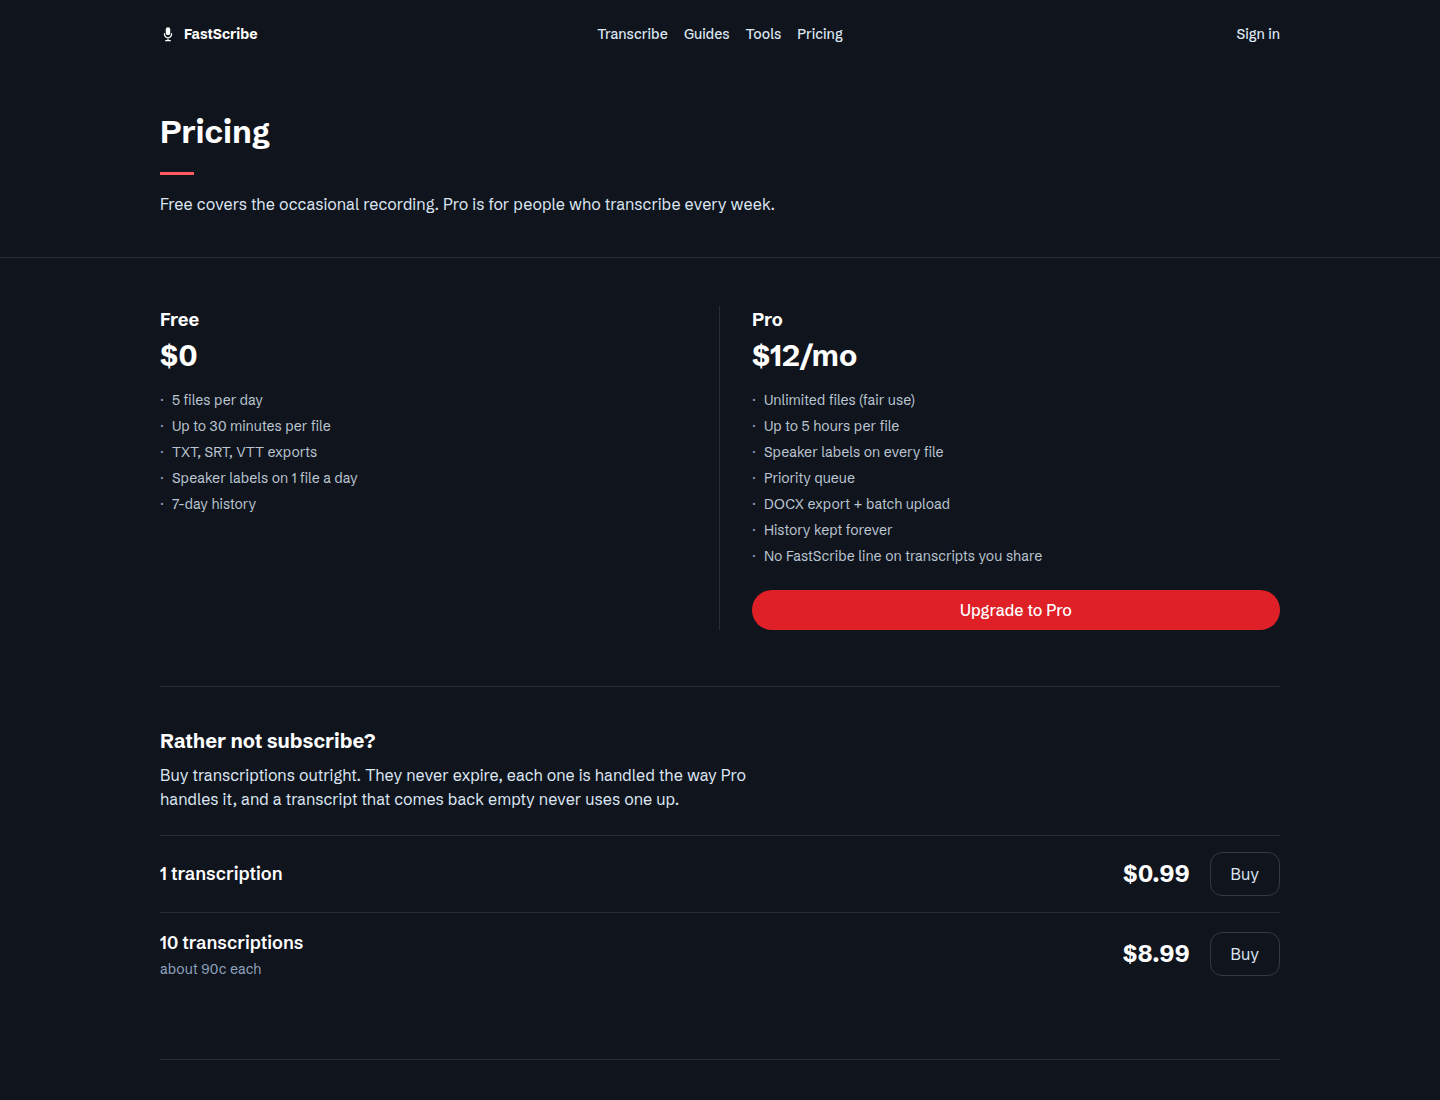 FastScribe
Transcribe Guides Tools Pricing
Sign in
Pricing
Free covers the occasional recording. Pro is for people who transcribe every week.
Free
$0
· 5 files per day
· Up to 30 minutes per file
· TXT, SRT, VTT exports
· Speaker labels on 1 file a day
· 7-day history
Pro
$12/mo
· Unlimited files (fair use)
· Up to 5 hours per file
· Speaker labels on every file
· Priority queue
· DOCX export + batch upload
· History kept forever
· No FastScribe line on transcripts you share
Upgrade to Pro
Rather not subscribe?
Buy transcriptions outright. They never expire, each one is handled the way Pro
handles it, and a transcript that comes back empty never uses one up.
1 transcription
$0.99
Buy
10 transcriptions
about 90c each
$8.99
Buy